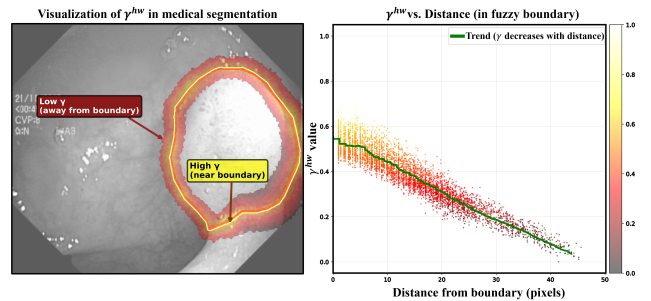 Visualization of γ^hw in medical segmentation
21/1
CVP:
MA3
Low γ
(away from boundary)
High γ
(near boundary)
γ^hw vs. Distance (in fuzzy boundary)
Trend (γ decreases with distance)
γ^hw value
1.0
0.8
0.6
0.4
0.2
0.0
0
10
20
30
40
50
Distance from boundary (pixels)
1.0
0.8
0.6
0.4
0.2
0.0